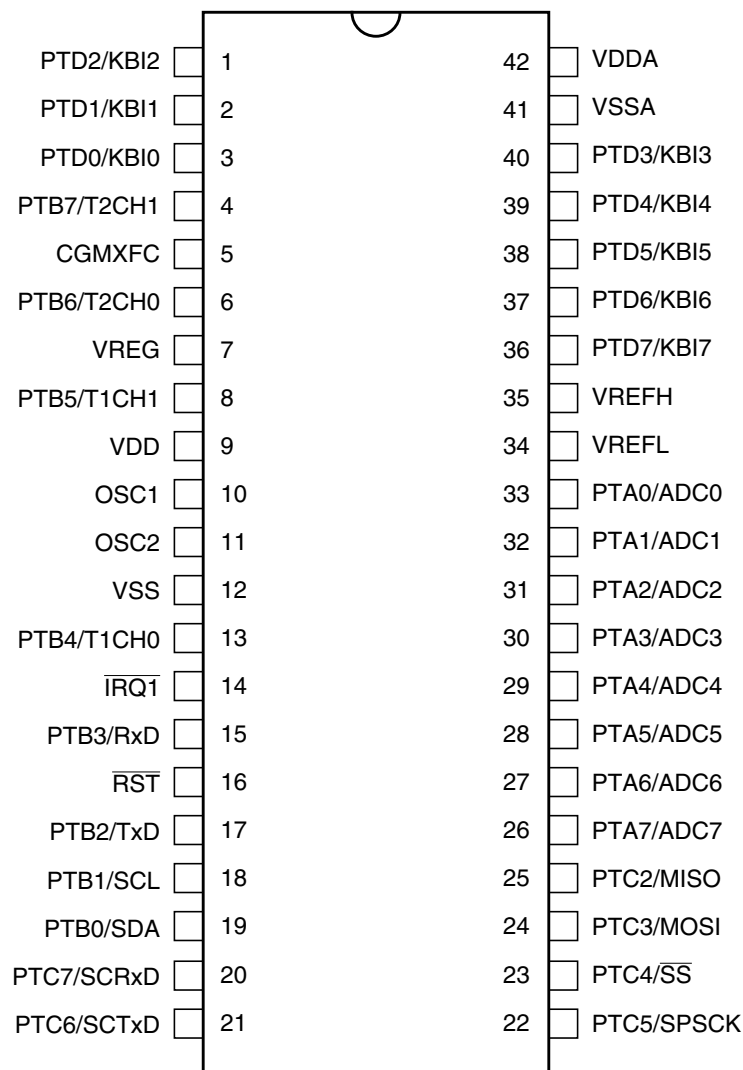 PTD2/KBI2 1 42 VDDA
PTD1/KBI1 2 41 VSSA
PTD0/KBI0 3 40 PTD3/KBI3
PTB7/T2CH1 4 39 PTD4/KBI4
CGMXFC 5 38 PTD5/KBI5
PTB6/T2CH0 6 37 PTD6/KBI6
VREG 7 36 PTD7/KBI7
PTB5/T1CH1 8 35 VREFH
VDD 9 34 VREFL
OSC1 10 33 PTA0/ADC0
OSC2 11 32 PTA1/ADC1
VSS 12 31 PTA2/ADC2
PTB4/T1CH0 13 30 PTA3/ADC3
IRQ1 14 29 PTA4/ADC4
PTB3/RxD 15 28 PTA5/ADC5
RST 16 27 PTA6/ADC6
PTB2/TxD 17 26 PTA7/ADC7
PTB1/SCL 18 25 PTC2/MISO
PTB0/SDA 19 24 PTC3/MOSI
PTC7/SCRxD 20 23 PTC4/SS
PTC6/SCTxD 21 22 PTC5/SPSCK